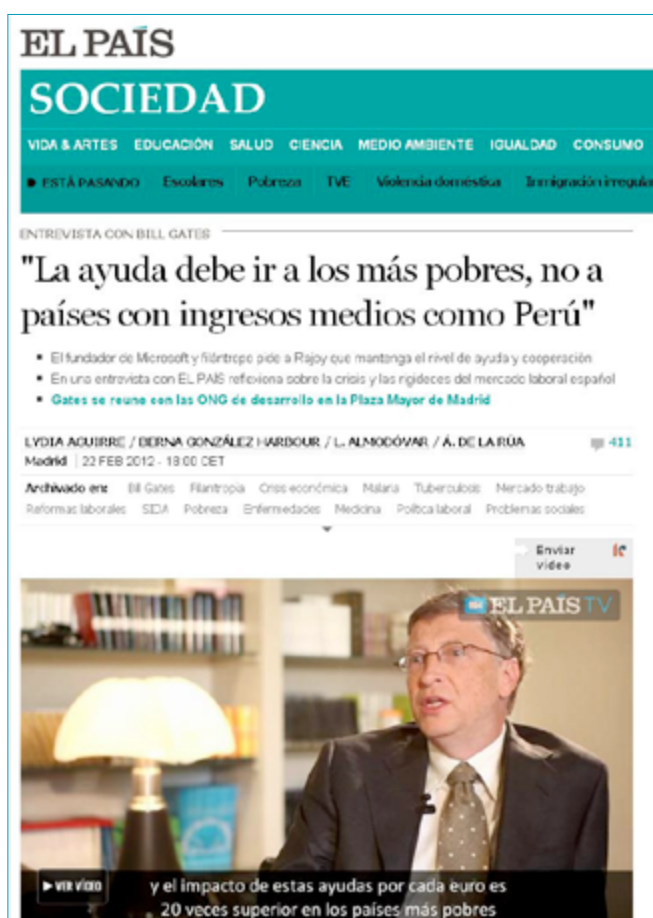 EL PAÍS
SOCIEDAD
VIDA & ARTES EDUCACIÓN SALUD CIENCIA MEDIO AMBIENTE IGUALDAD CONSUMO
ESTÁ PASANDO Escolares Pobreza TVE Violencia doméstica Inmigración irregula
ENTREVISTA CON BILL GATES
"La ayuda debe ir a los más pobres, no a
países con ingresos medios como Perú"
El fundador de Microsoft y filántropo pide a Rajoy que mantenga el nivel de ayuda y cooperación
En una entrevista con EL PAÍS reflexiona sobre la crisis y las rigideces del mercado laboral español
Gates se reune con las ONG de desarrollo en la Plaza Mayor de Madrid
LYDIA AGUIRRE / BERNA GONZÁLEZ HARBOUR / L. ALMODÓVAR / Á. DE LA RÚA 411
Madrid 22 FEB 2012 - 18:00 CET
Archivado en: Bill Gates Filantropía Crisis económica Malaria Tuberculosis Mercado trabajo
Reformas laborales SIDA Pobreza Enfermedades Medicina Política laboral Problemas sociales
Enviar
vídeo
EL PAÍS TV
VER VÍDEO
y el impacto de estas ayudas por cada euro es
20 veces superior en los países más pobres